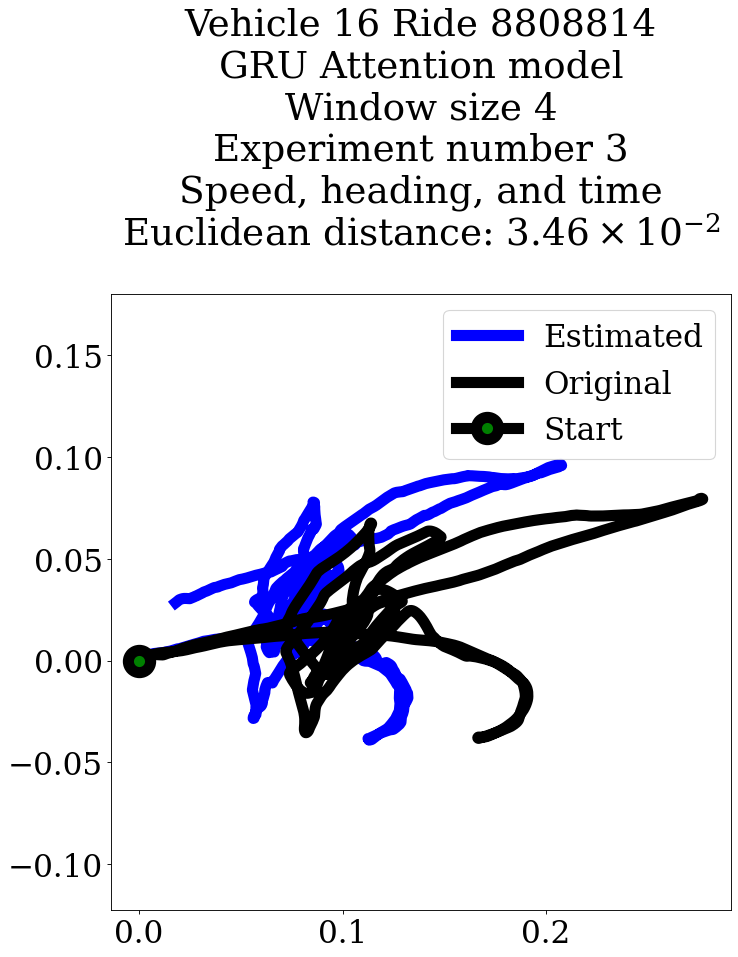 Vehicle 16 Ride 8808814
GRU Attention model
Window size 4
Experiment number 3
Speed, heading, and time
Euclidean distance: 3.46 × 10⁻²
Estimated
Original
Start
0.15
0.10
0.05
0.00
−0.05
−0.10
0.0 0.1 0.2